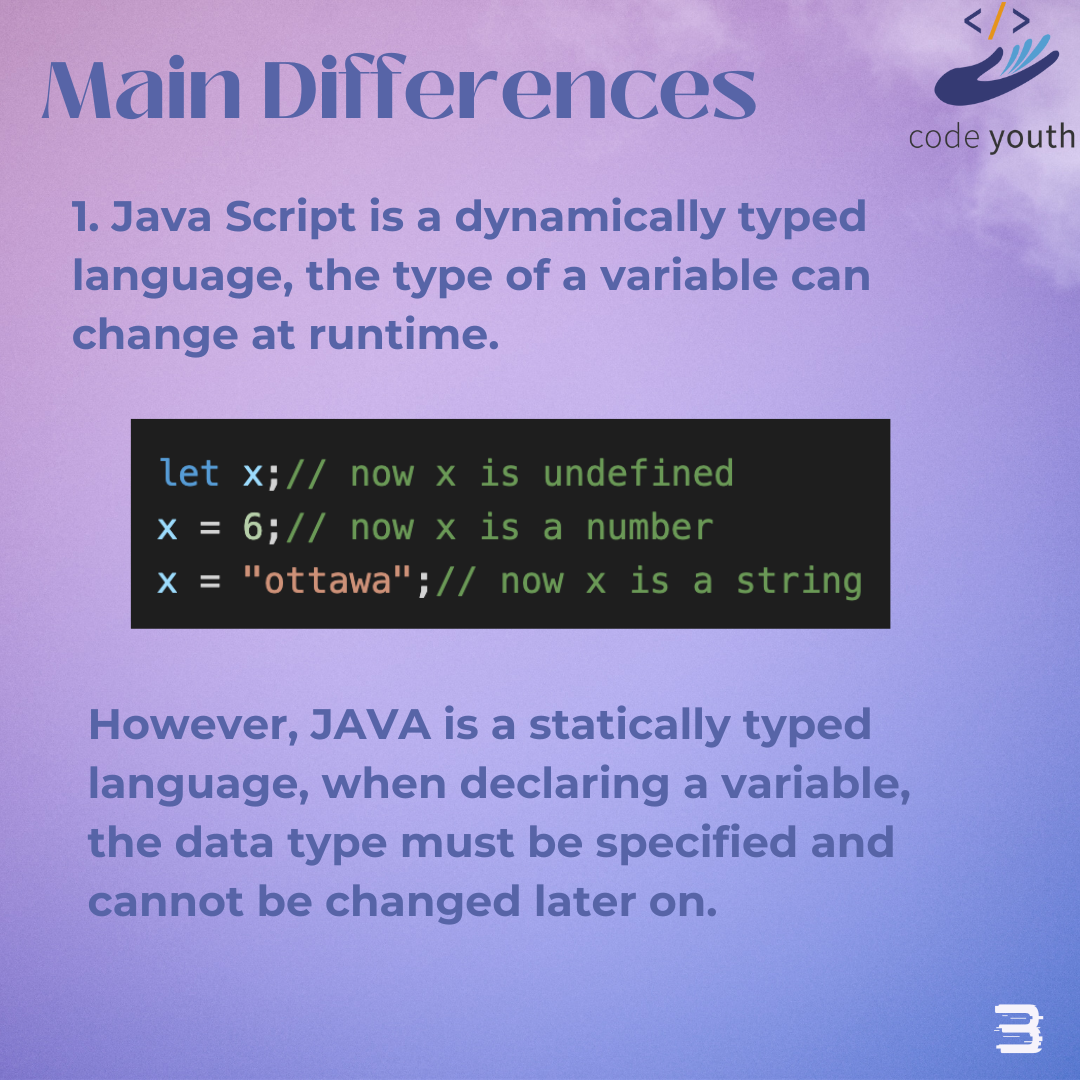 </>
code youth
Main Differences
1. Java Script is a dynamically typed
language, the type of a variable can
change at runtime.
let x;// now x is undefined
x = 6;// now x is a number
x = "ottawa";// now x is a string
However, JAVA is a statically typed
language, when declaring a variable,
the data type must be specified and
cannot be changed later on.
3